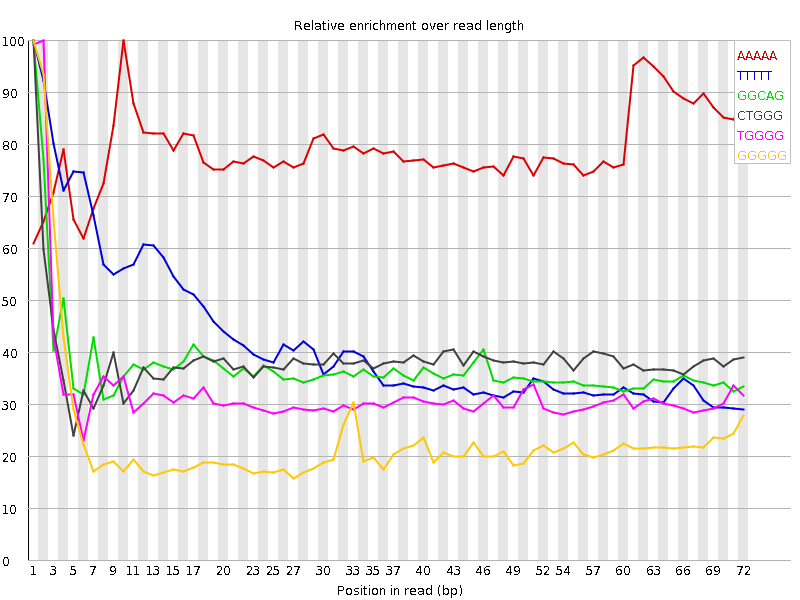 Relative enrichment over read length
100
90
80
70
60
50
40
30
20
10
0
AAAAA
TTTTT
GGCAG
CTGGG
TGGGG
GGGGG
1 3 5 7 9 11 13 15 17 20 23 25 27 30 33 35 37 40 43 46 49 52 54 57 60 63 66 69 72
Position in read (bp)